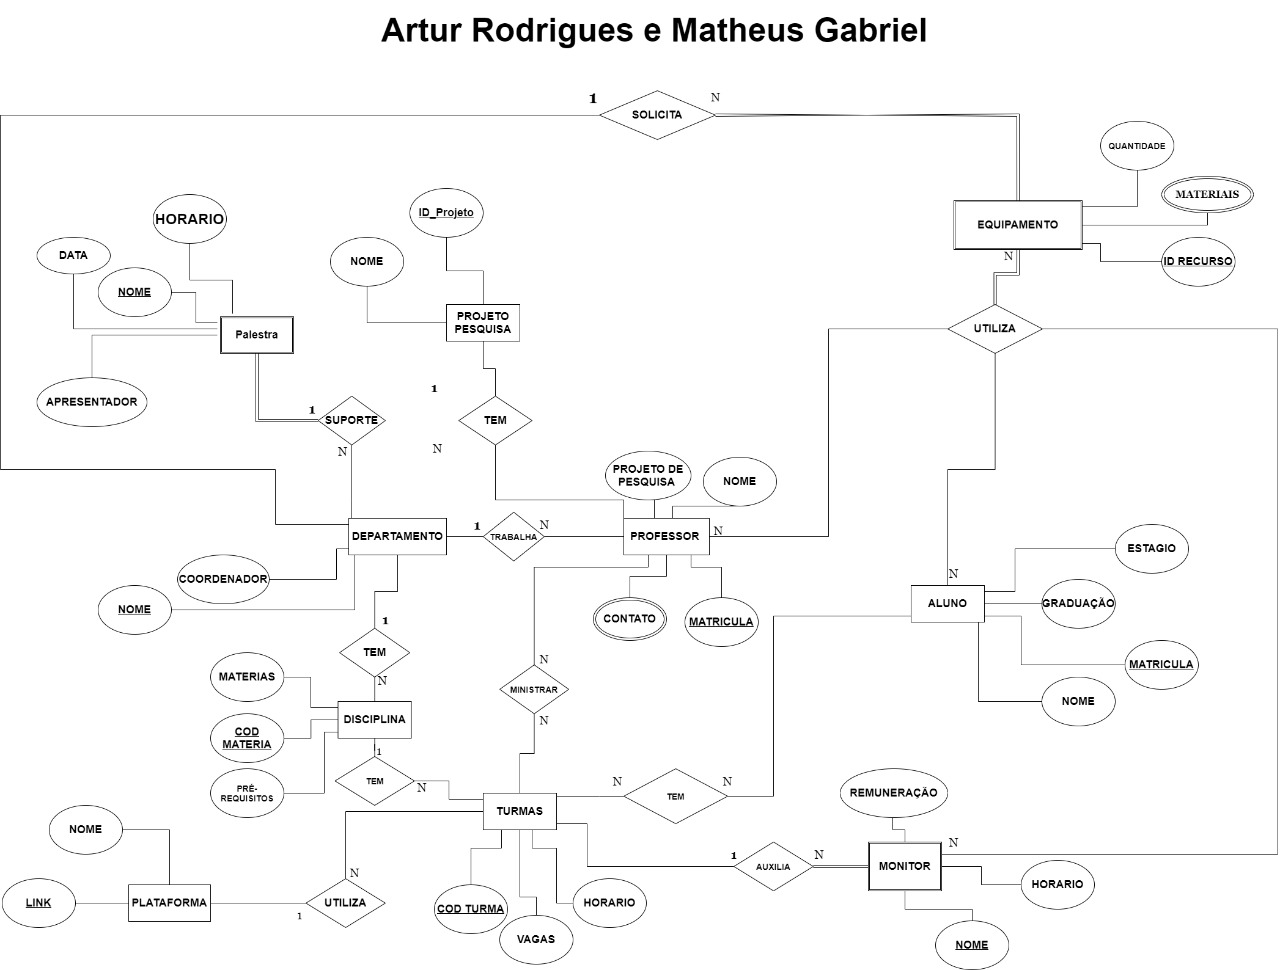 Artur Rodrigues e Matheus Gabriel
1
N
SOLICITA
QUANTIDADE
MATERIAIS
EQUIPAMENTO
ID RECURSO
N
HORARIO
ID_Projeto
DATA
NOME
NOME
Palestra
PROJETO
PESQUISA
UTILIZA
APRESENTADOR
1
SUPORTE
N
1
TEM
N
PROJETO DE
PESQUISA
NOME
DEPARTAMENTO
1
TRABALHA
N
PROFESSOR
N
COORDENADOR
NOME
CONTATO
MATRICULA
ESTAGIO
N
ALUNO
GRADUAÇÃO
MATRICULA
NOME
1
TEM
N
MATERIAS
COD
MATERIA
PRÉ-
REQUISITOS
DISCIPLINA
1
TEM
N
N
MINISTRAR
N
TURMAS
N
TEM
N
REMUNERAÇÃO
1
AUXILIA
N
MONITOR
N
HORARIO
NOME
NOME
LINK
PLATAFORMA
1
UTILIZA
N
COD TURMA
VAGAS
HORARIO